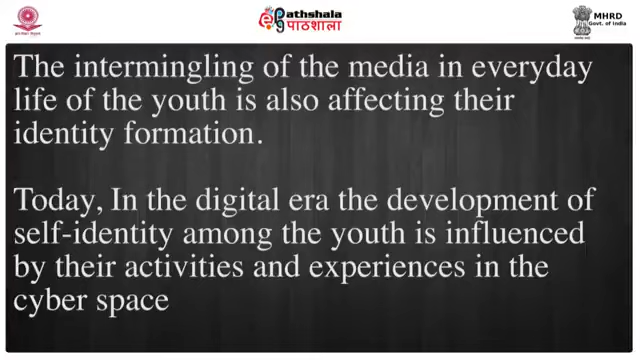 Pathshala
पाठशाला
MHRD
Govt. of India
The intermingling of the media in everyday
life of the youth is also affecting their
identity formation.
Today, In the digital era the development of
self-identity among the youth is influenced
by their activities and experiences in the
cyber space